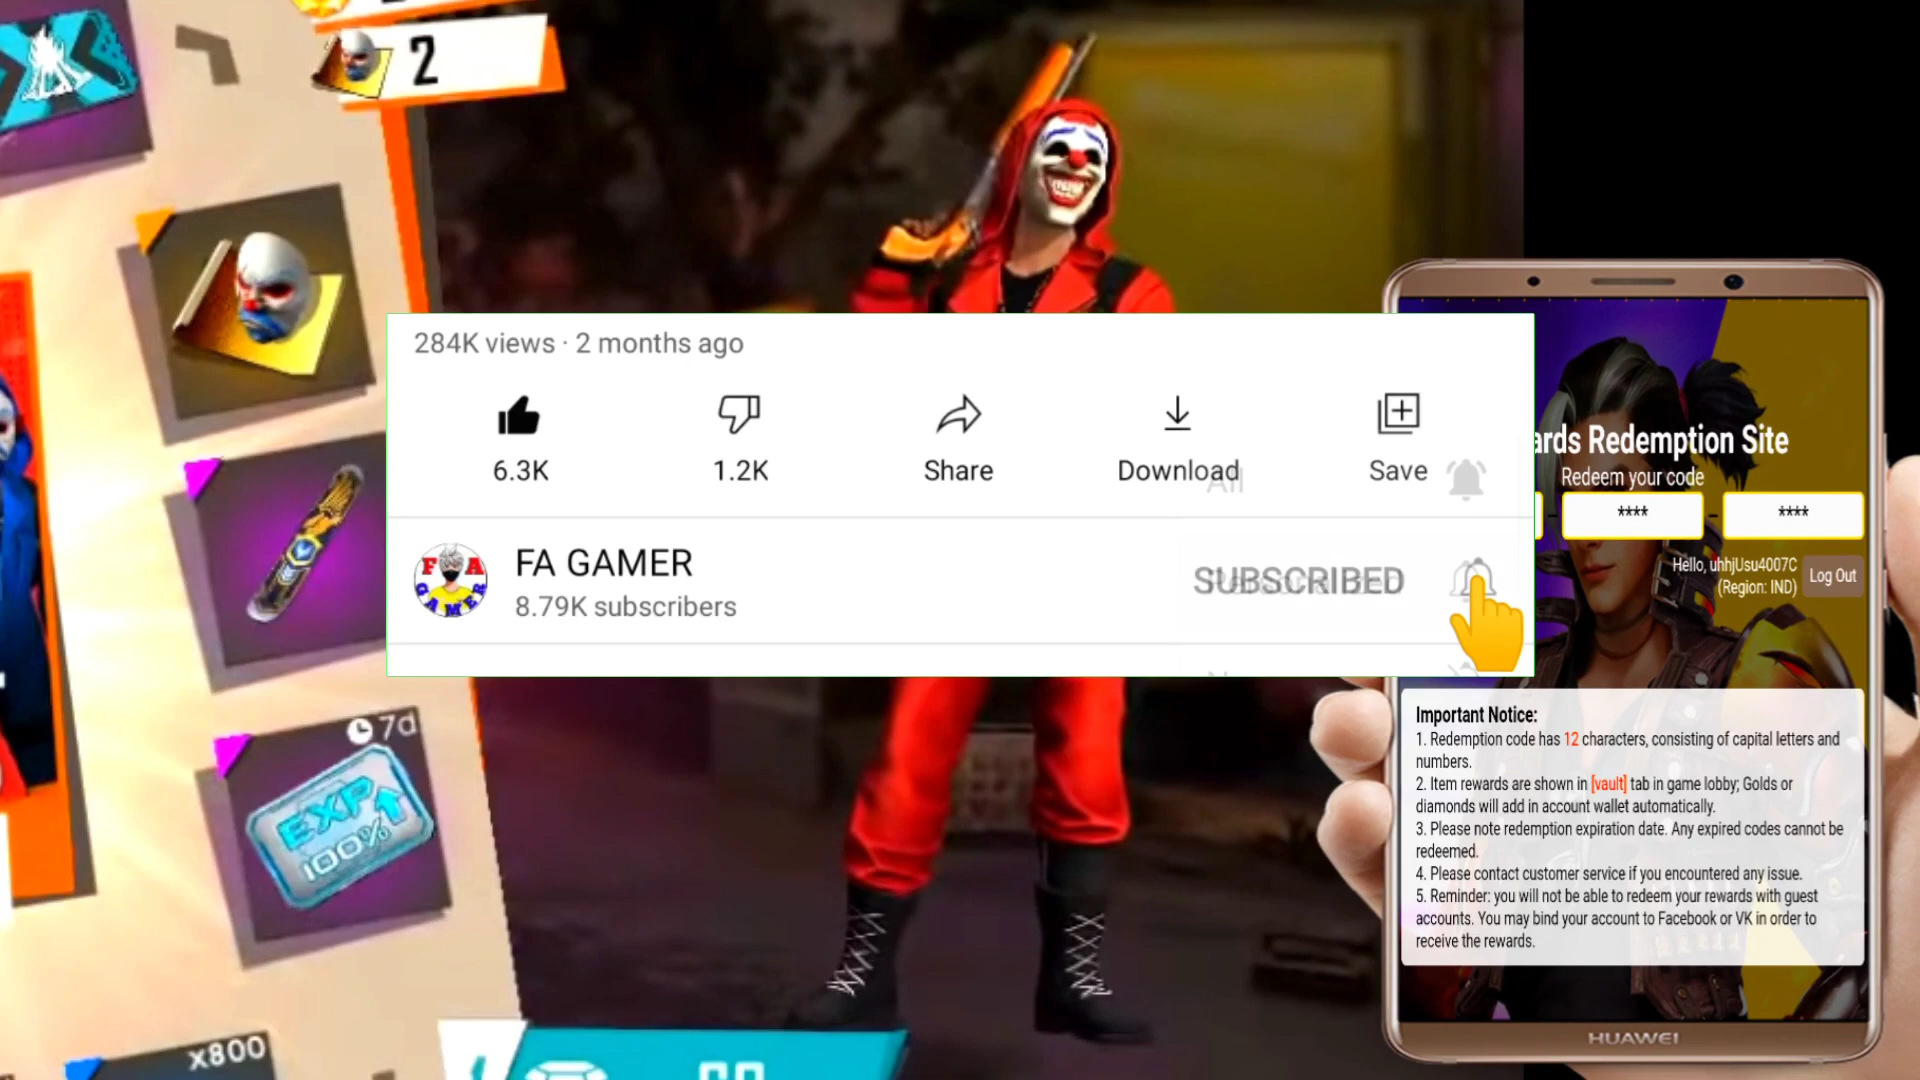 2
284K views · 2 months ago
6.3K
1.2K
Share
Download
Save
All
FA GAMER
8.79K subscribers
SUBSCRIBED
FA
GAMER
7d
EXP
100%
x800
ards Redemption Site
Redeem your code
****
-
****
Hello, uhhjUsu4007C
(Region: IND)
Log Out
Important Notice:
1. Redemption code has 12 characters, consisting of capital letters and
numbers.
2. Item rewards are shown in [vault] tab in game lobby; Golds or
diamonds will add in account wallet automatically.
3. Please note redemption expiration date. Any expired codes cannot be
redeemed.
4. Please contact customer service if you encountered any issue.
5. Reminder: you will not be able to redeem your rewards with guest
accounts. You may bind your account to Facebook or VK in order to
receive the rewards.
HUAWEI